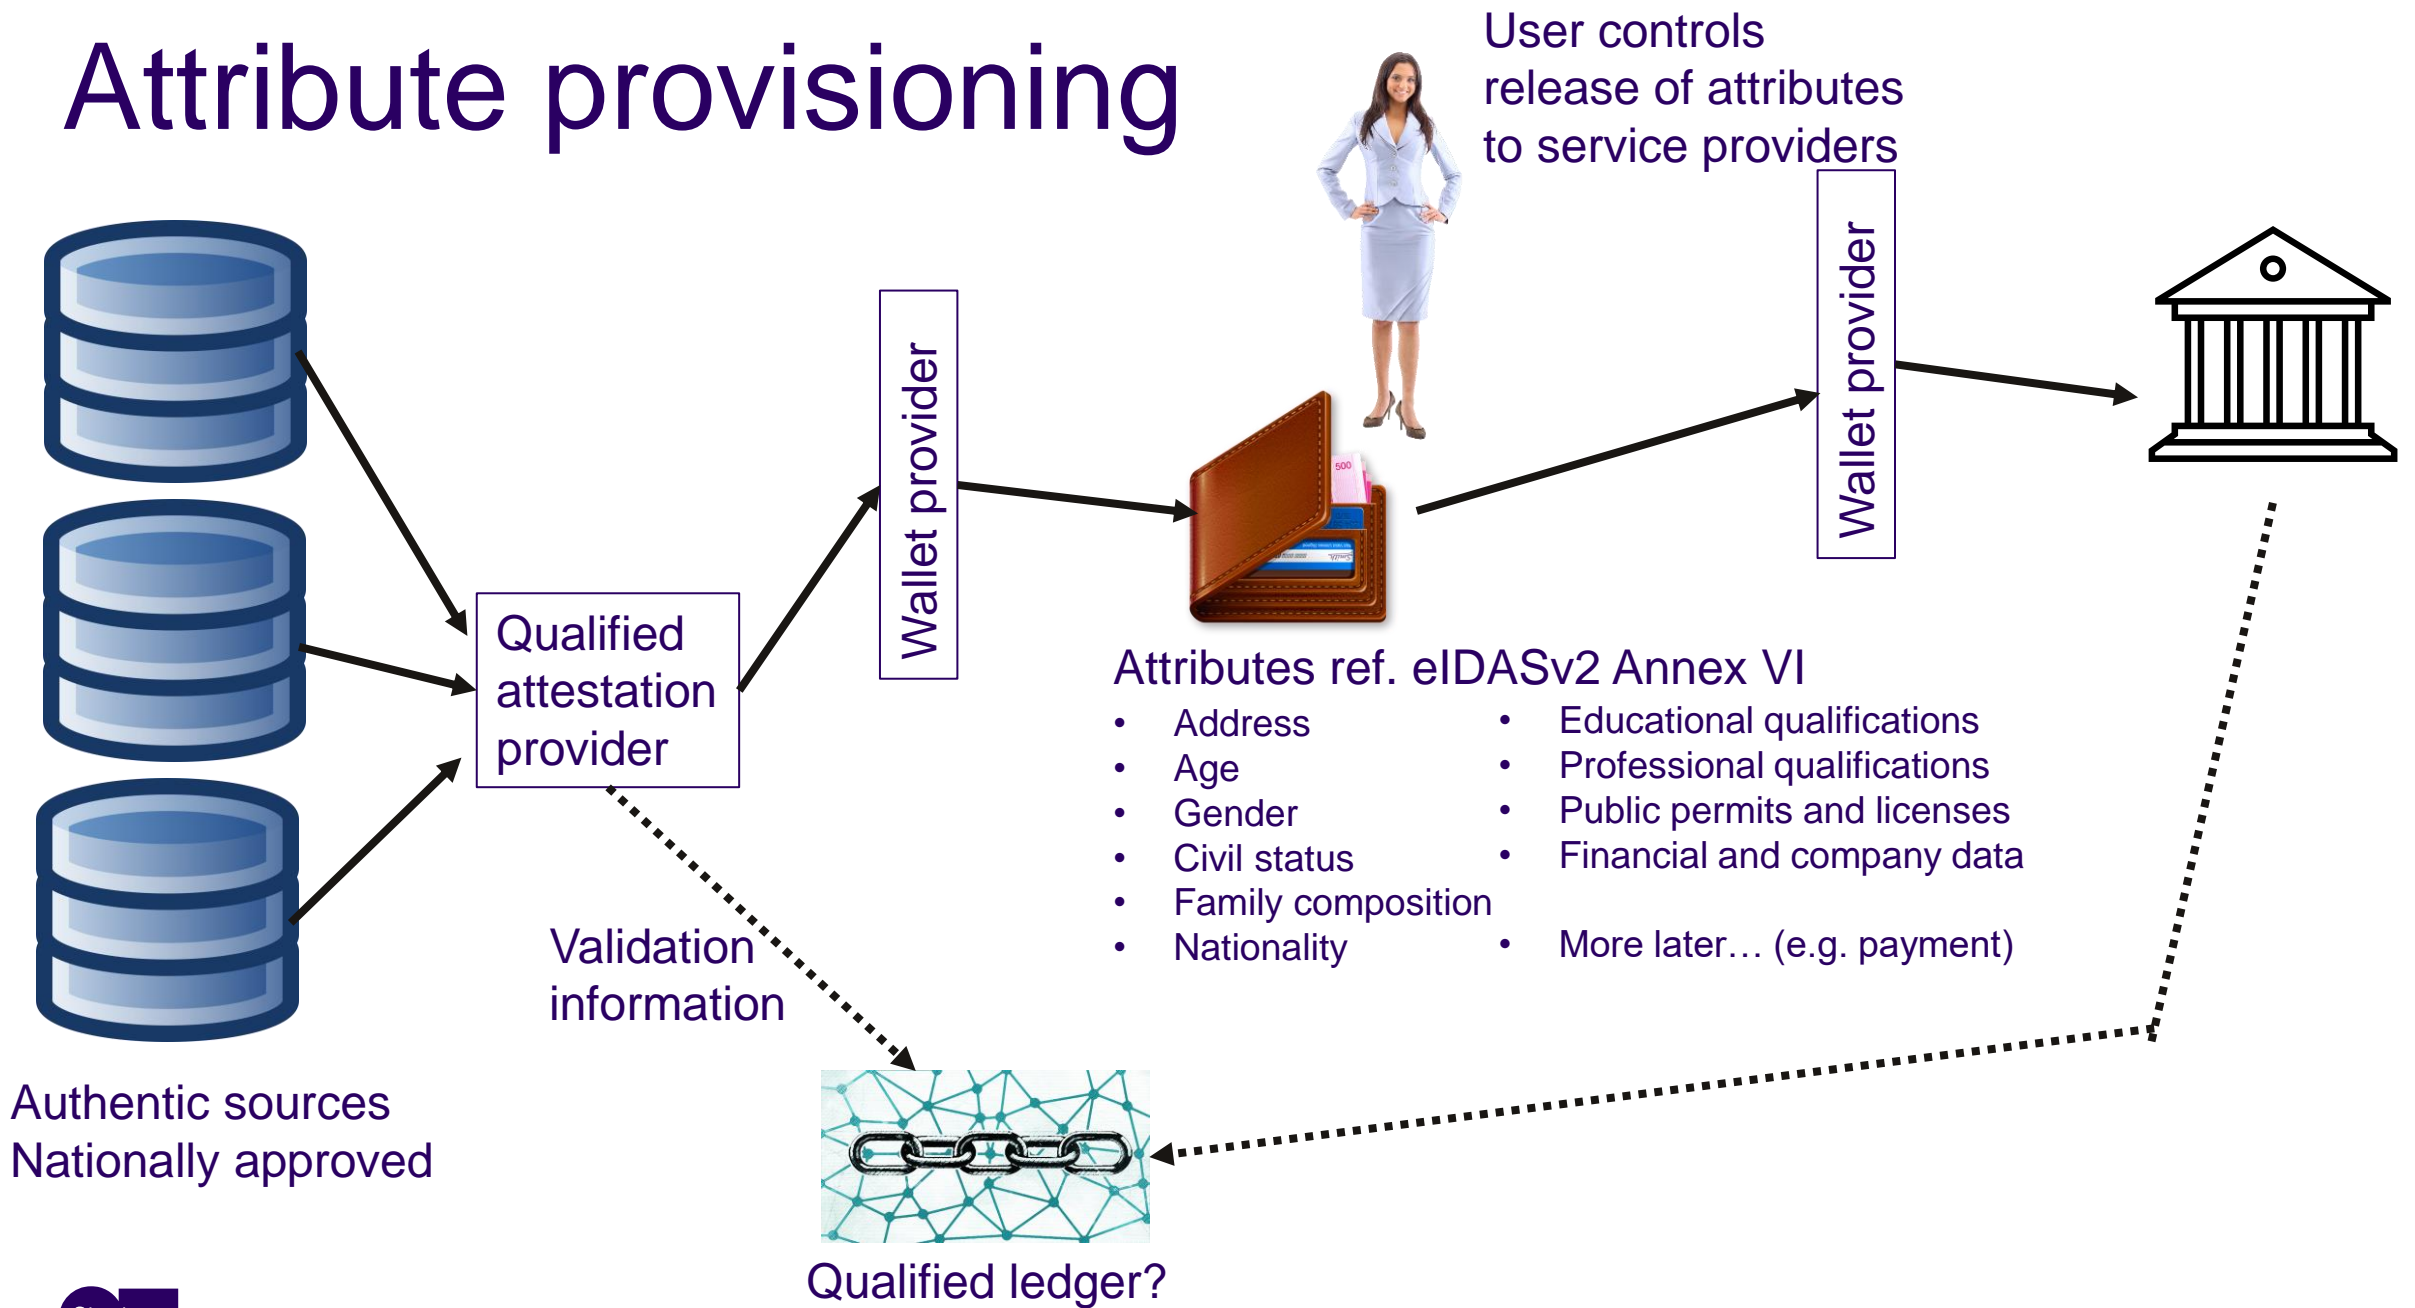 Attribute provisioning
User controls
release of attributes
to service providers
Wallet provider
Wallet provider
500
Smith
Qualified
attestation
provider
Attributes ref. eIDASv2 Annex VI
• Address
• Age
• Gender
• Civil status
• Family composition
• Nationality
• Educational qualifications
• Professional qualifications
• Public permits and licenses
• Financial and company data
• More later… (e.g. payment)
Validation
information
Authentic sources
Nationally approved
Qualified ledger?